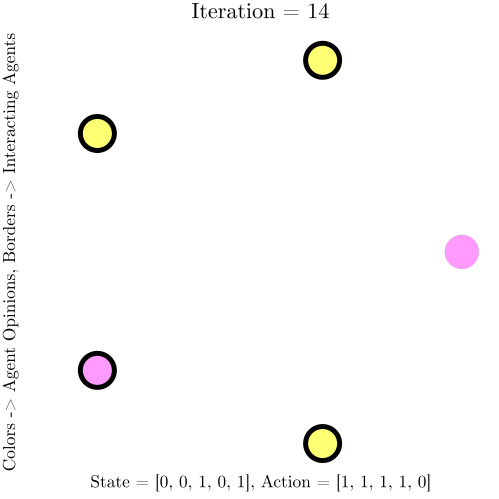 Iteration = 14
Colors -> Agent Opinions, Borders -> Interacting Agents
State = [0, 0, 1, 0, 1], Action = [1, 1, 1, 1, 0]